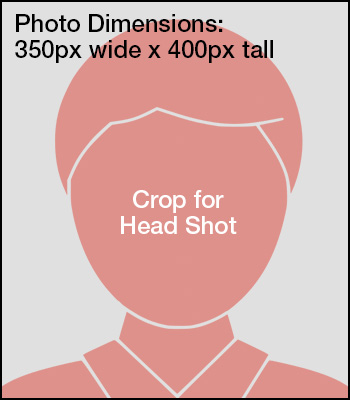 Photo Dimensions:
350px wide x 400px tall
Crop for
Head Shot